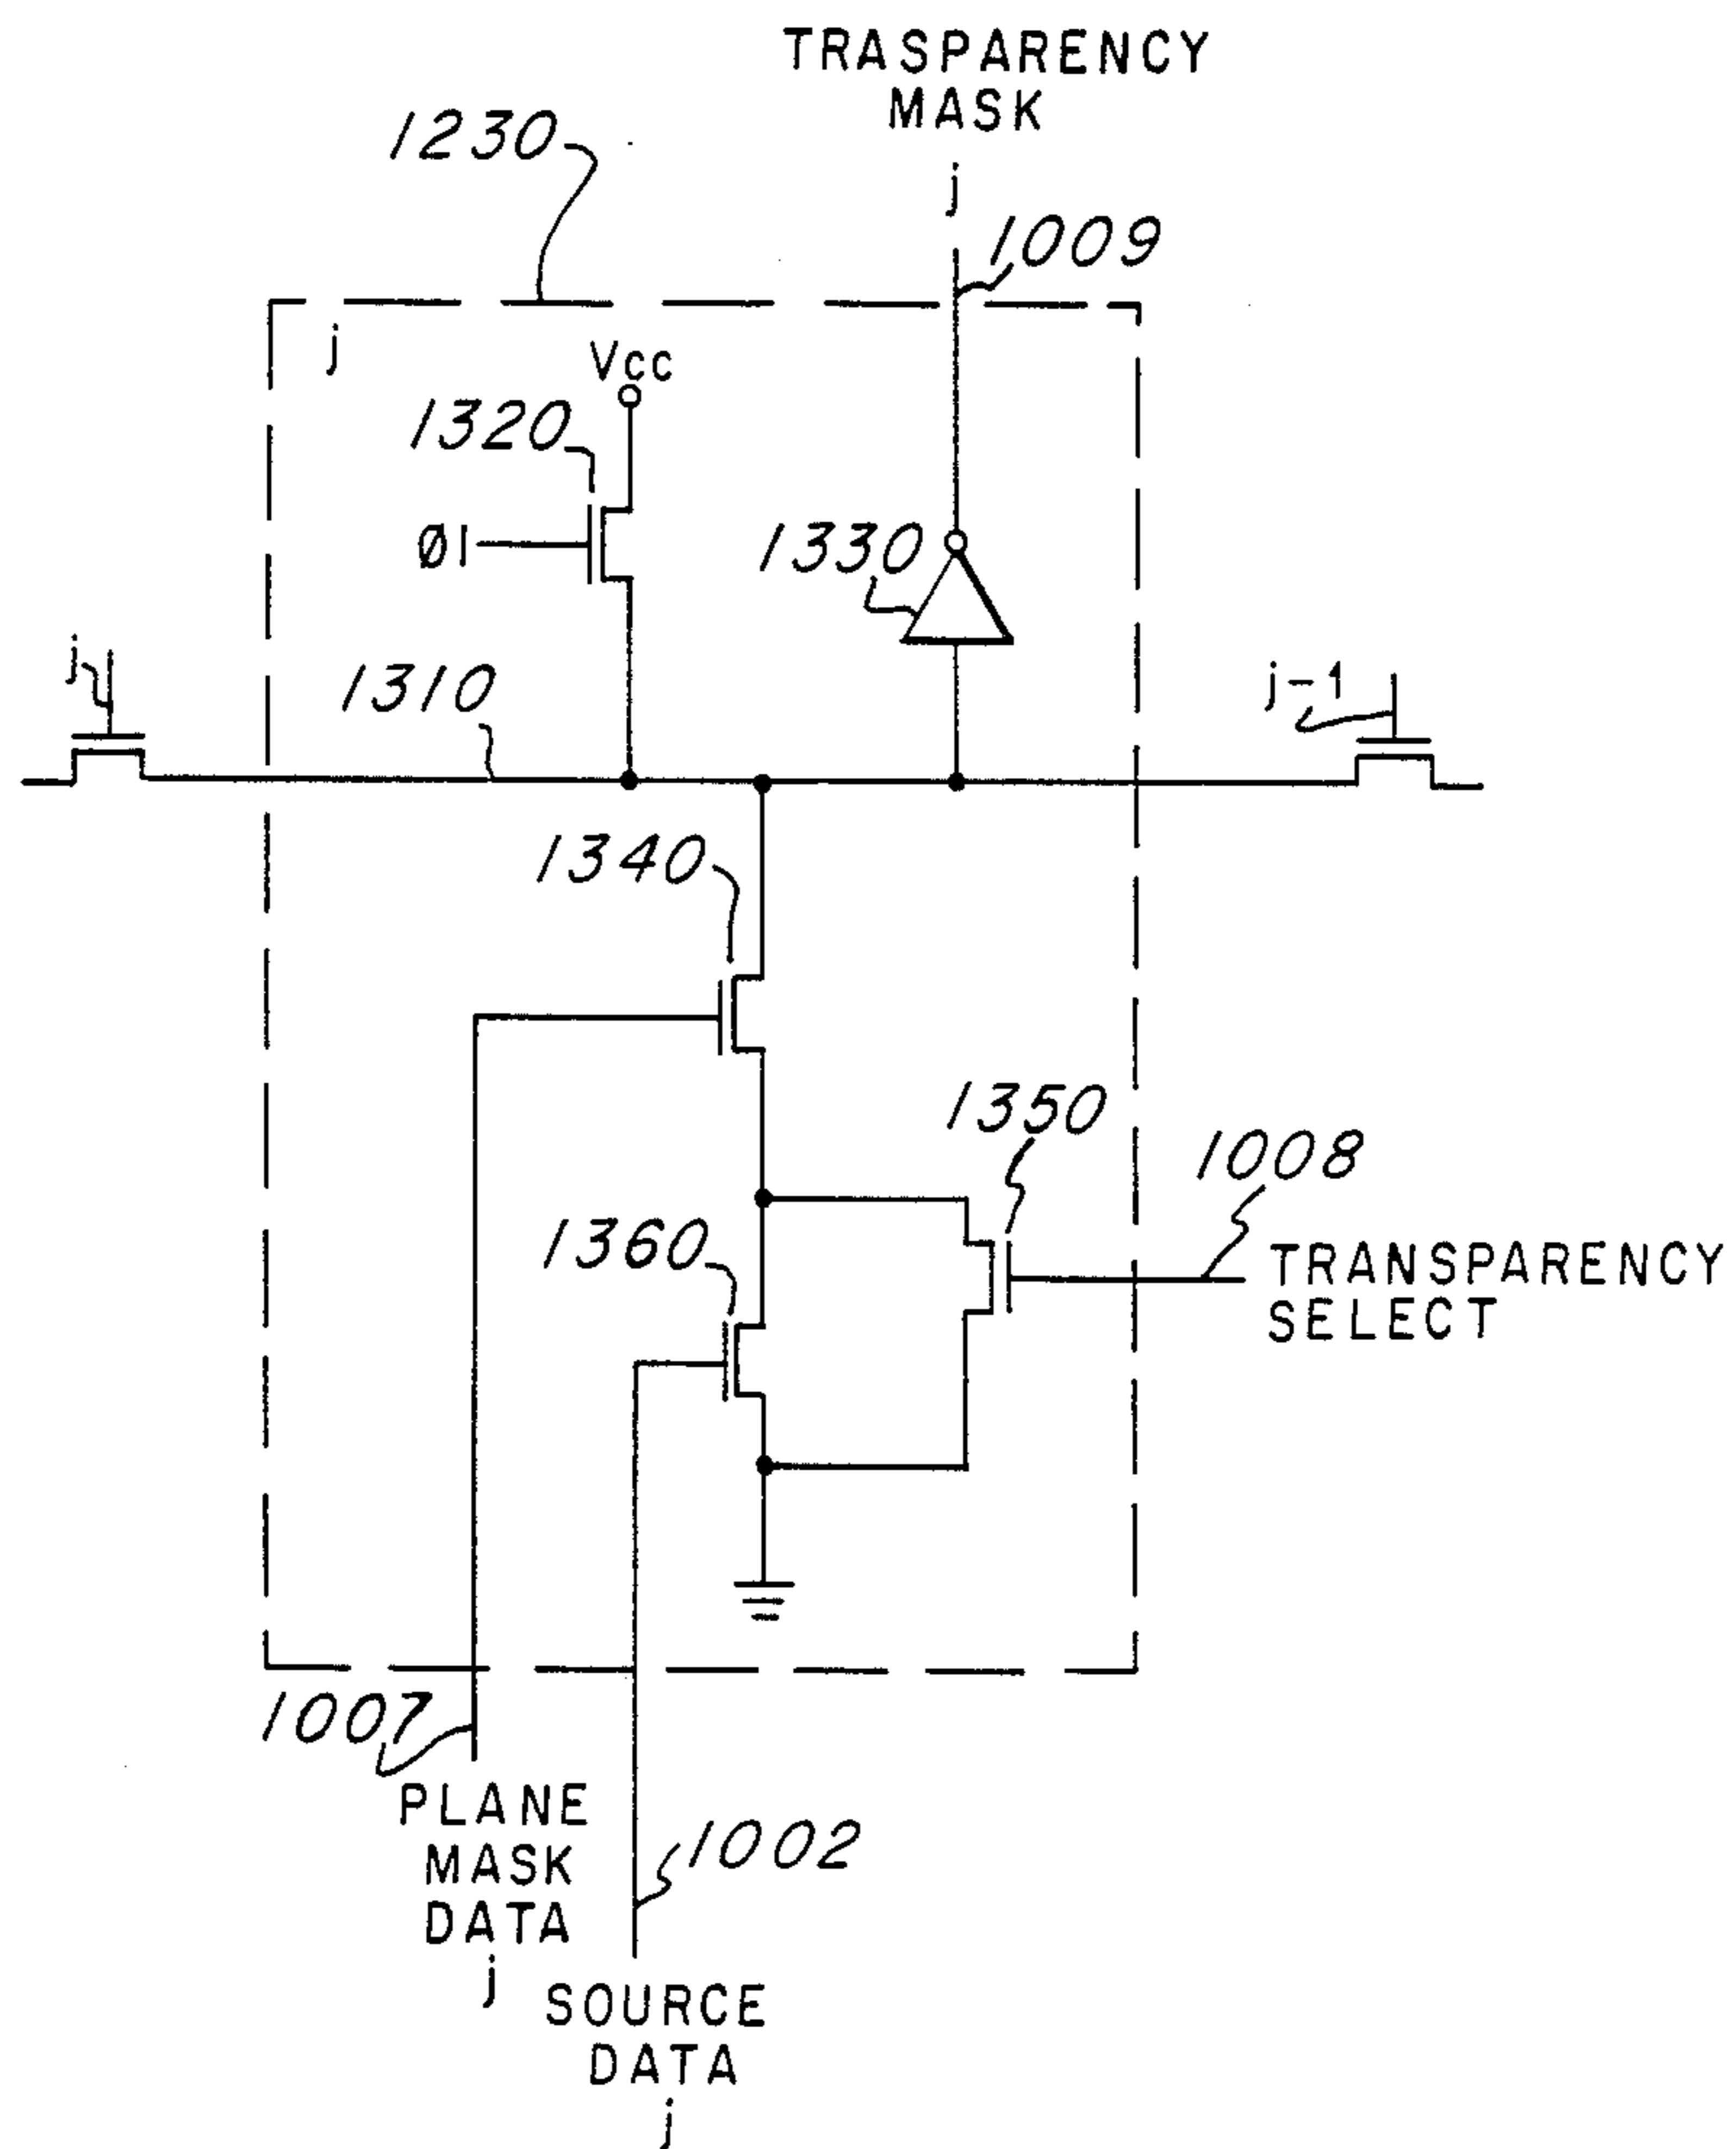 TRASPARENCY
MASK
j
1230
1009
j
Vcc
1320
Ø1
1330
j
1310
j-1
1340
1350
1008
1360
TRANSPARENCY
SELECT
1007
PLANE
MASK
DATA
j
1002
SOURCE
DATA
j